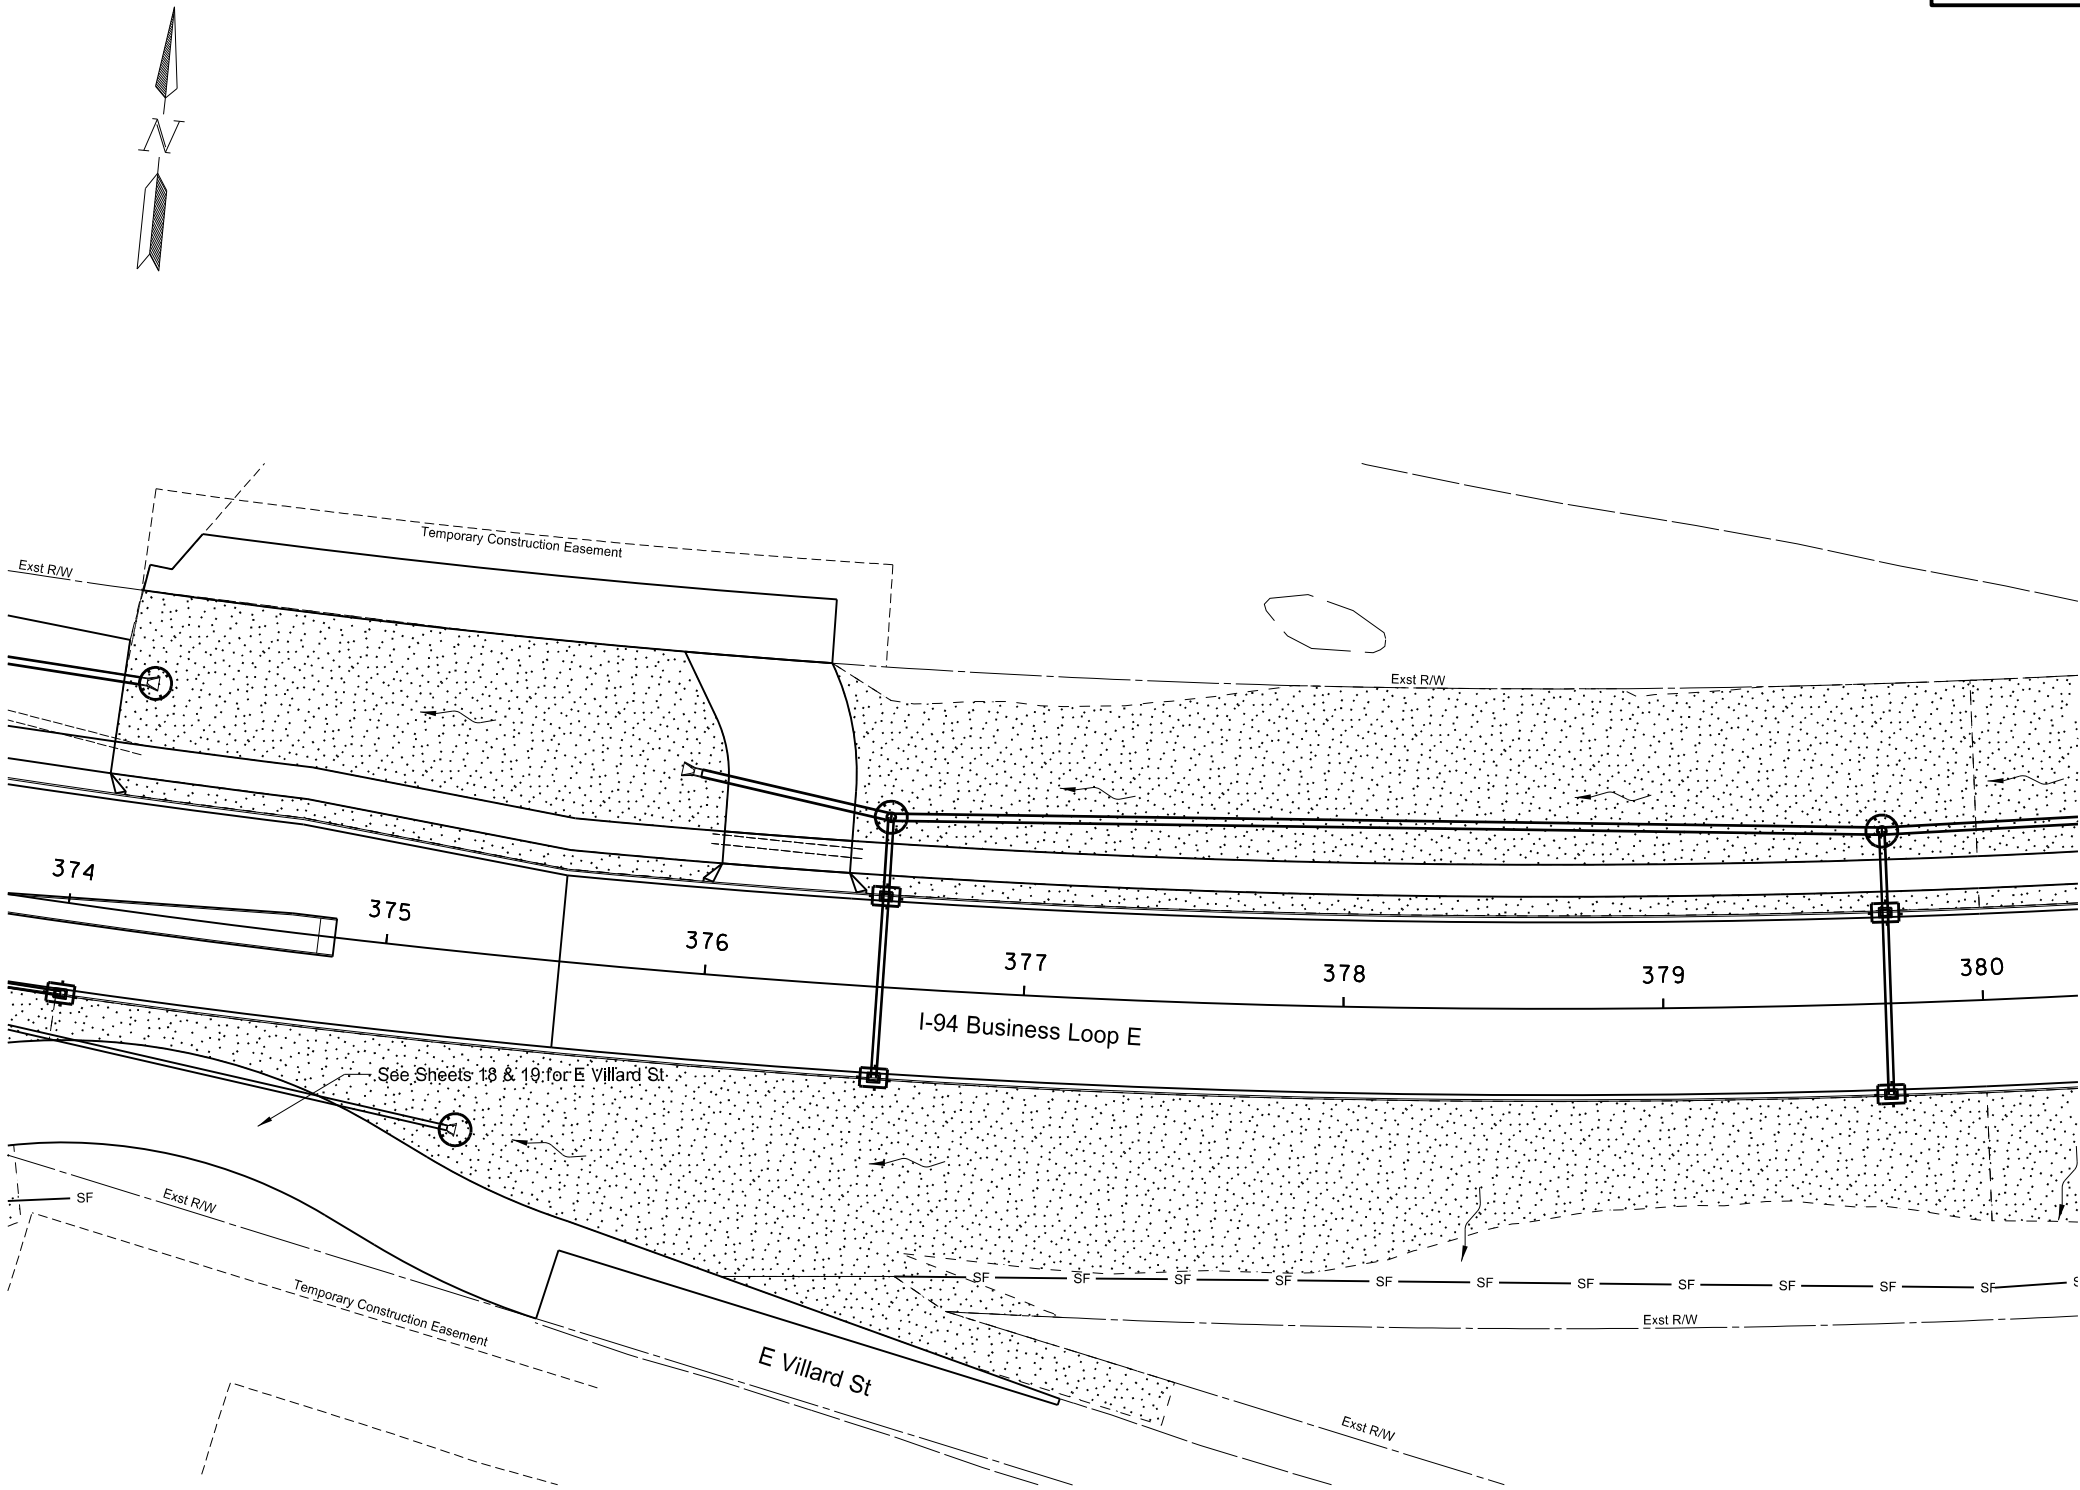 N
Temporary Construction Easement
Exst R/W
Exst R/W
374
375
376
377
378
379
380
I-94 Business Loop E
See Sheets 18 & 19 for E Villard St
SF
Exst R/W
SF
SF
SF
SF
SF
SF
SF
SF
SF
SF
SF
Temporary Construction Easement
Exst R/W
E Villard St
Exst R/W